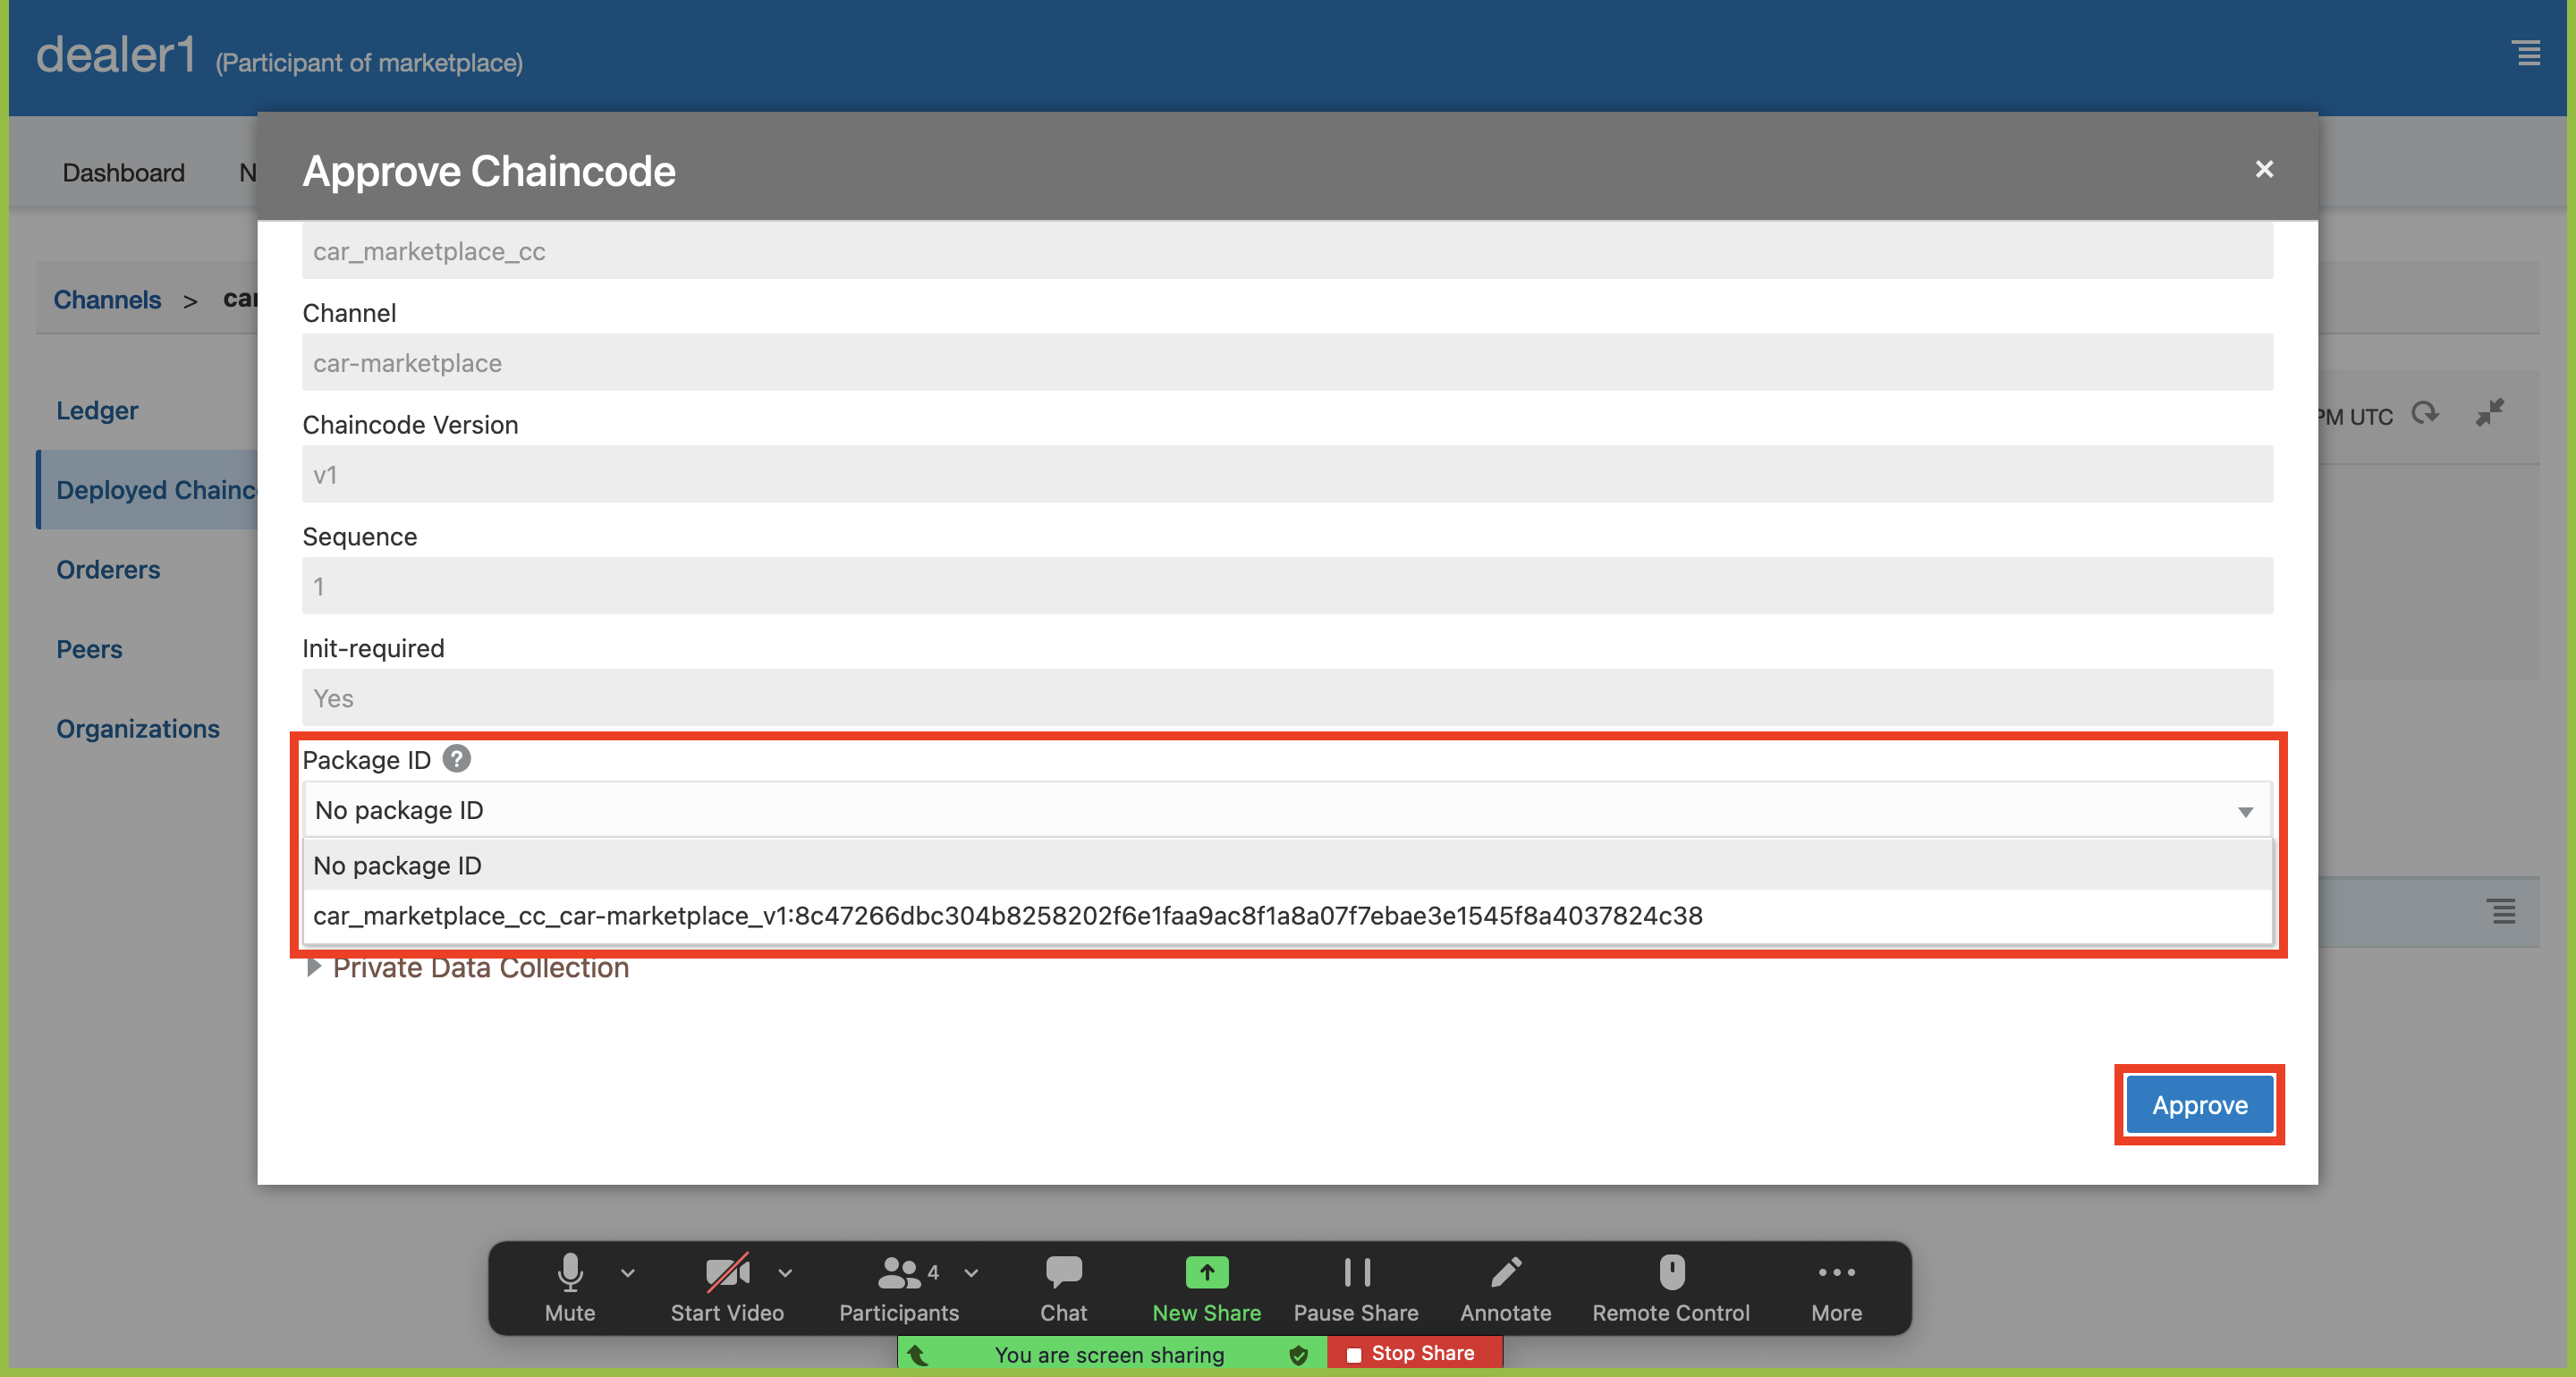 dealer1 (Participant of marketplace)
Dashboard
Approve Chaincode
Channels >
car_marketplace_cc
Channel
car-marketplace
Chaincode Version
v1
Sequence
1
Init-required
Yes
Package ID ?
No package ID
No package ID
car_marketplace_cc_car-marketplace_v1:8c47266dbc304b8258202f6e1faa9ac8f1a8a07f7ebae3e1545f8a4037824c38
Private Data Collection
Approve
Ledger
Deployed Chainc
Orderers
Peers
Organizations
PM UTC
Mute
Start Video
4
Participants
Chat
New Share
Pause Share
Annotate
Remote Control
More
You are screen sharing
Stop Share